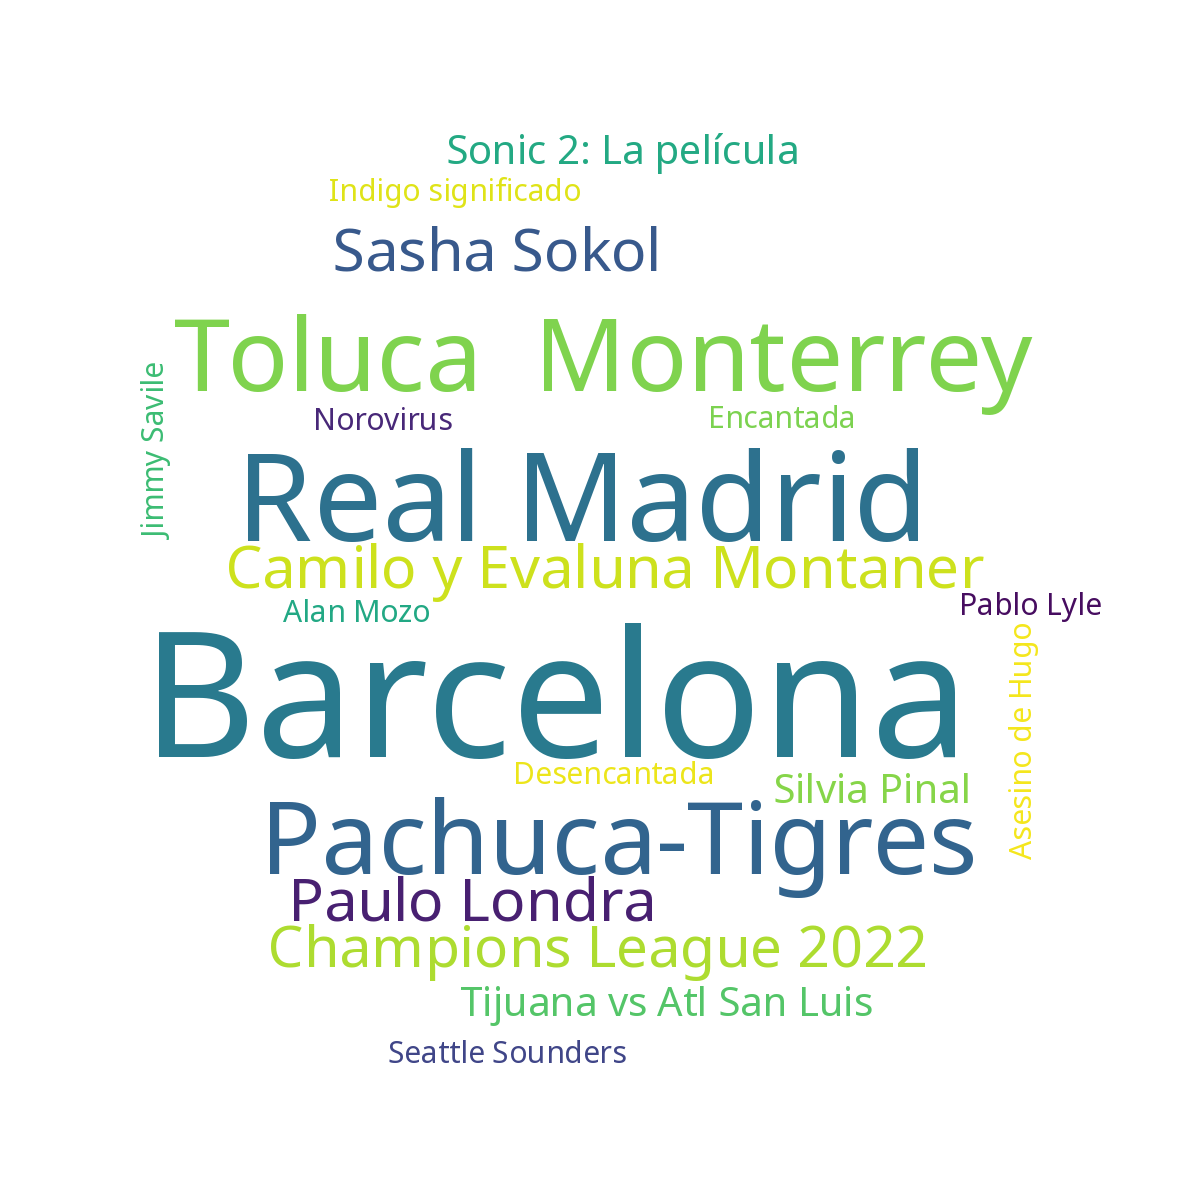 Sonic 2: La película
Indigo significado
Sasha Sokol
Toluca  Monterrey
Jimmy Savile
Norovirus
Encantada
Real Madrid
Camilo y Evaluna Montaner
Alan Mozo
Pablo Lyle
Barcelona
Asesino de Hugo
Desencantada
Silvia Pinal
Pachuca-Tigres
Paulo Londra
Champions League 2022
Tijuana vs Atl San Luis
Seattle Sounders